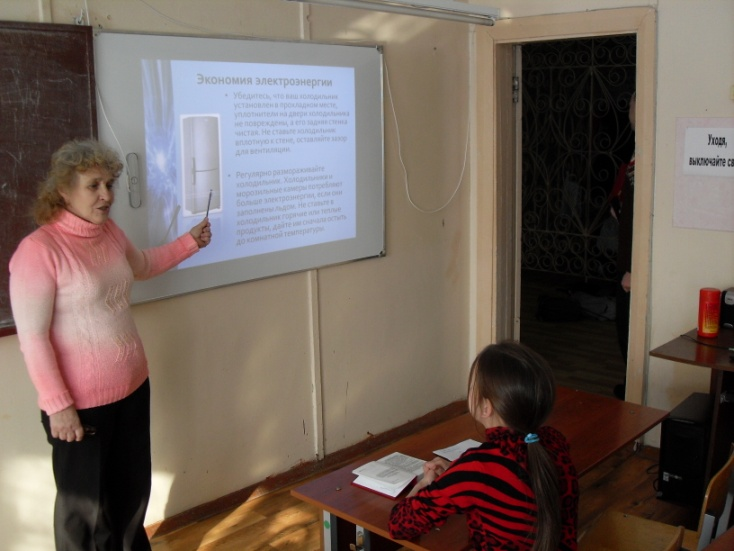 Экономия электроэнергии
• Убедитесь, что ваш холодильник
установлен в прохладном месте,
уплотнители на двери холодильника
не повреждены, а его задняя стенка
чистая. Не ставьте холодильник
вплотную к стене, оставляйте зазор
для вентиляции.
• Регулярно размораживайте
холодильник. Холодильники и
морозильные камеры потребляют
больше электроэнергии, если они
заполнены льдом. Не ставьте в
холодильник горячие или теплые
продукты, дайте им сначала остыть
до комнатной температуры
Уходя,
выключайте св